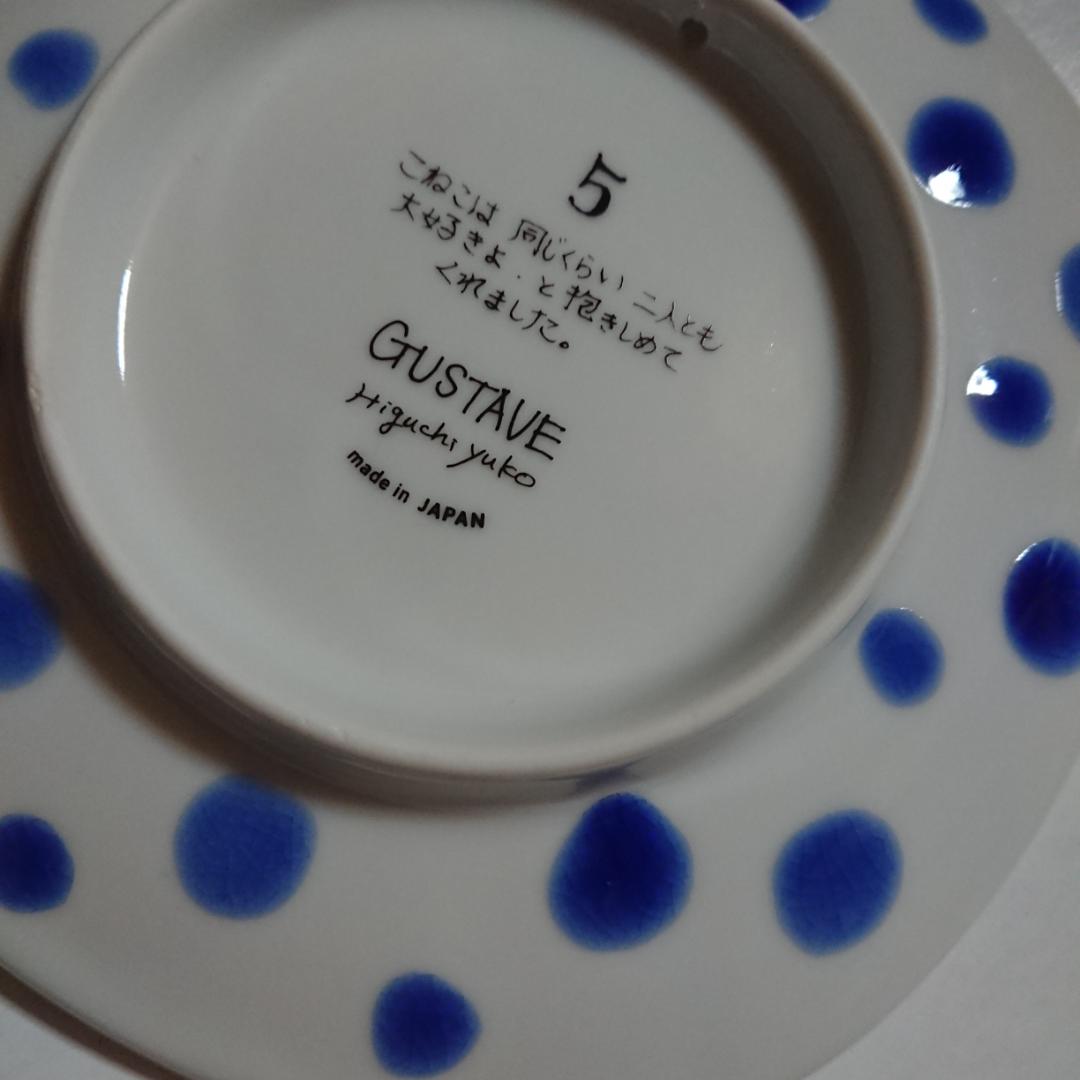 5
こねこは 同じくらい 二人とも
大好きよ.と抱きしめて
くれました。
GUSTAVE
Higuchi yuko
made in JAPAN